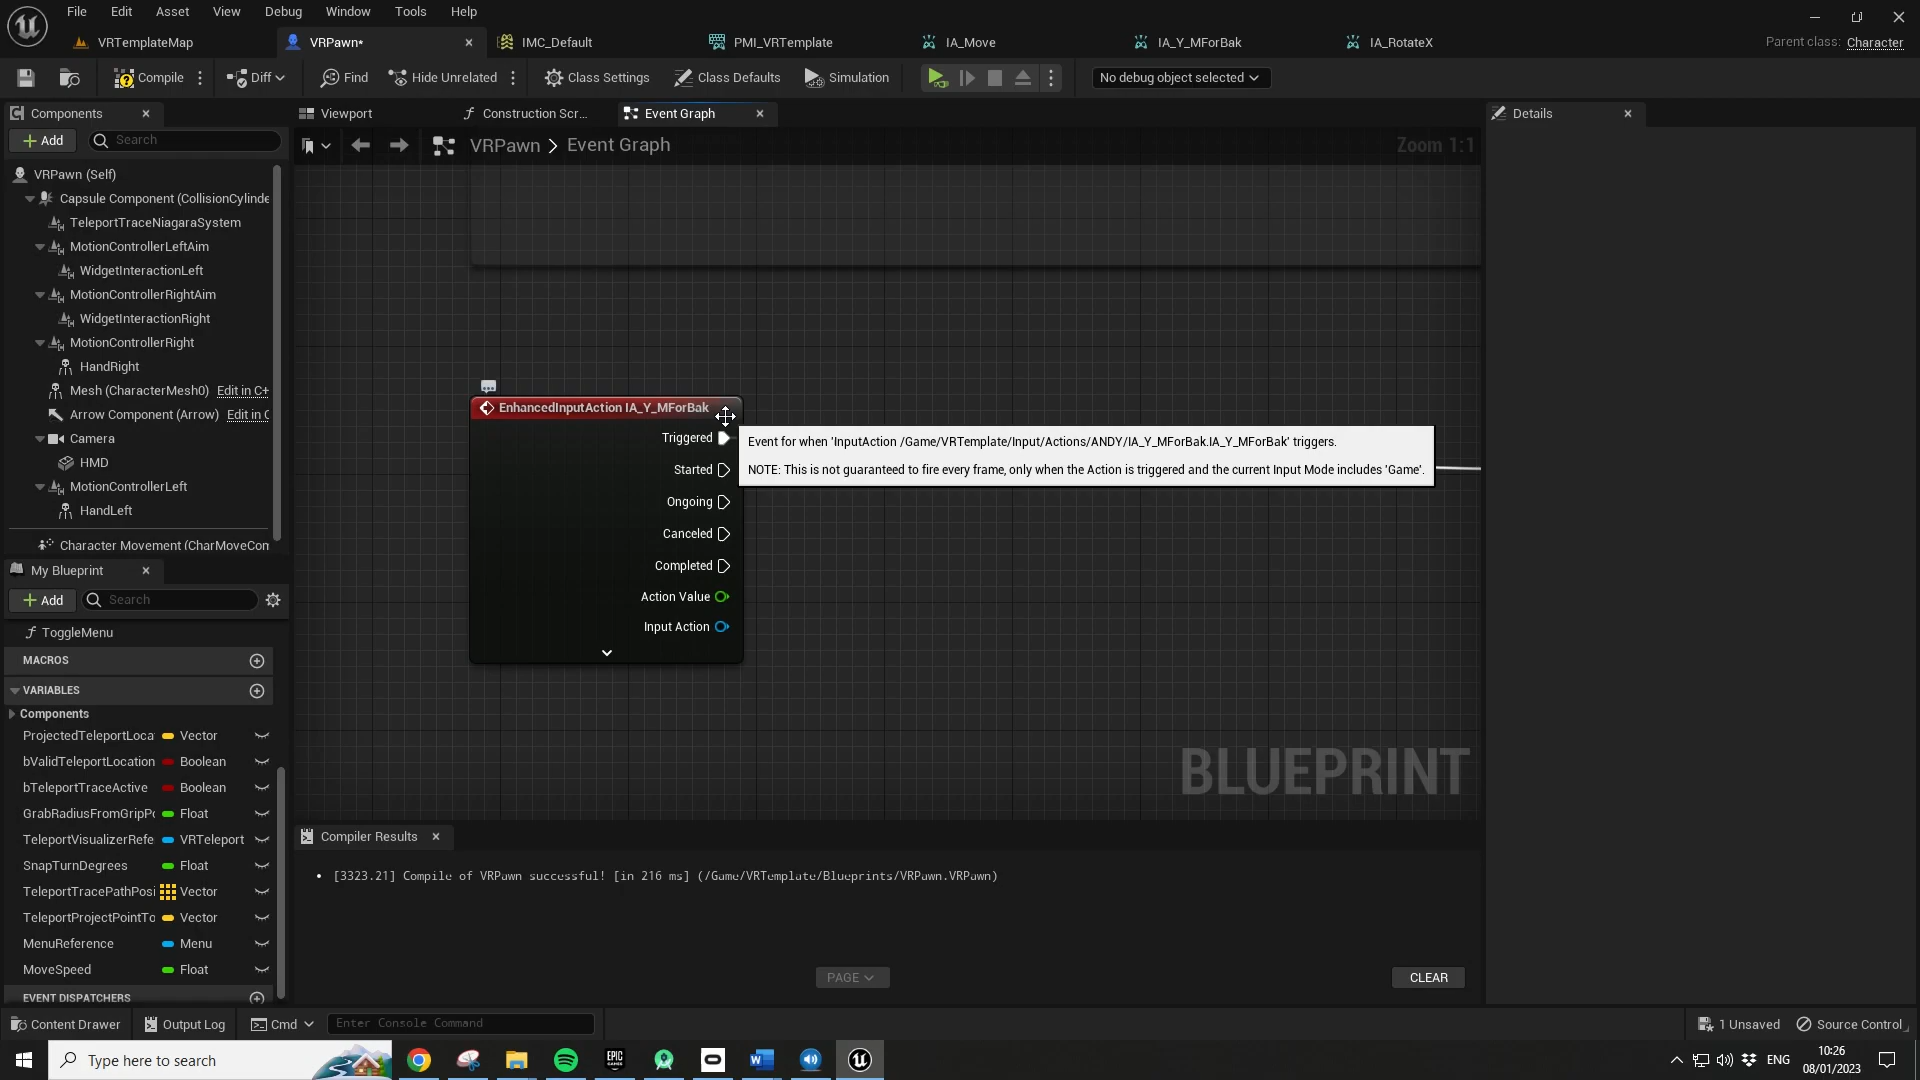 File Edit Asset View Debug Window Tools Help
VRTemplateMap VRPawn* IMC_Default PMI_VRTemplate IA_Move IA_Y_MForBak IA_RotateX Parent class: Character
Compile Diff Find Hide Unrelated Class Settings Class Defaults Simulation No debug object selected
Components Viewport Construction Scr... Event Graph Details
Add Search VRPawn > Event Graph Zoom 1:1
VRPawn (Self)
Capsule Component (CollisionCylinde
TeleportTraceNiagaraSystem
MotionControllerLeftAim
WidgetInteractionLeft
MotionControllerRightAim
WidgetInteractionRight
MotionControllerRight
HandRight
Mesh (CharacterMesh0) Edit in C+
Arrow Component (Arrow) Edit in C
Camera
HMD
MotionControllerLeft
HandLeft
Character Movement (CharMoveCon
EnhancedInputAction IA_Y_MForBak
Triggered
Started
Ongoing
Canceled
Completed
Action Value
Input Action
Event for when 'InputAction /Game/VRTemplate/Input/Actions/ANDY/IA_Y_MForBak.IA_Y_MForBak' triggers.
NOTE: This is not guaranteed to fire every frame, only when the Action is triggered and the current Input Mode includes 'Game'.
BLUEPRINT
My Blueprint
Add Search
ToggleMenu
MACROS
VARIABLES
Components
ProjectedTeleportLoca Vector
bValidTeleportLocation Boolean
bTeleportTraceActive Boolean
GrabRadiusFromGripPo Float
TeleportVisualizerRefe VRTeleport
SnapTurnDegrees Float
TeleportTracePathPosi Vector
TeleportProjectPointTo Vector
MenuReference Menu
MoveSpeed Float
EVENT DISPATCHERS
Compiler Results
[3323.21] Compile of VRPawn successful! [in 216 ms] (/Game/VRTemplate/Blueprints/VRPawn.VRPawn)
PAGE CLEAR
Content Drawer Output Log Cmd Enter Console Command 1 Unsaved Source Control
Type here to search EPIC GAMES W ENG 10:26
08/01/2023